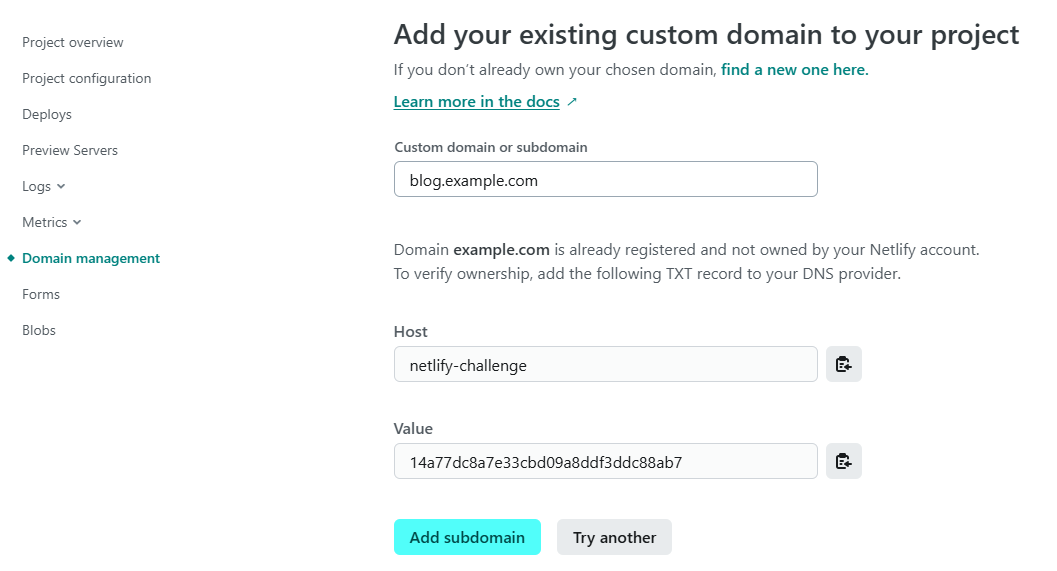 Project overview
Project configuration
Deploys
Preview Servers
Logs
Metrics
Domain management
Forms
Blobs
Add your existing custom domain to your project
If you don't already own your chosen domain, find a new one here.
Learn more in the docs ↗
Custom domain or subdomain
blog.example.com
Domain example.com is already registered and not owned by your Netlify account.
To verify ownership, add the following TXT record to your DNS provider.
Host
netlify-challenge
Value
14a77dc8a7e33cbd09a8ddf3ddc88ab7
Add subdomain
Try another